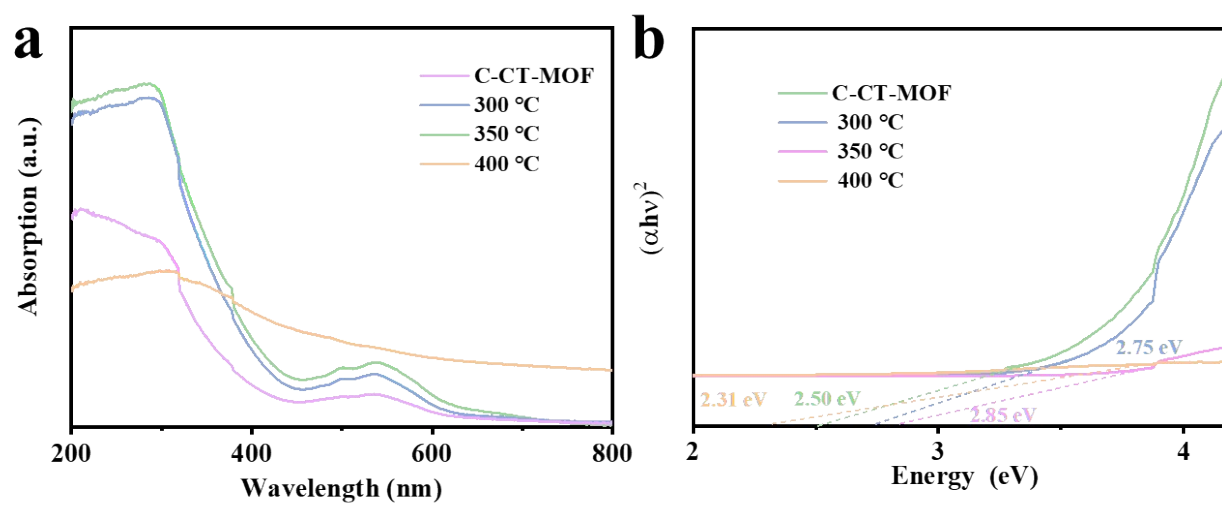 a
C-CT-MOF
300 °C
350 °C
400 °C
Absorption (a.u.)
200
400
600
800
Wavelength (nm)
b
C-CT-MOF
300 °C
350 °C
400 °C
(αhν)²
2.75 eV
2.31 eV
2.50 eV
2.85 eV
2
3
4
Energy (eV)